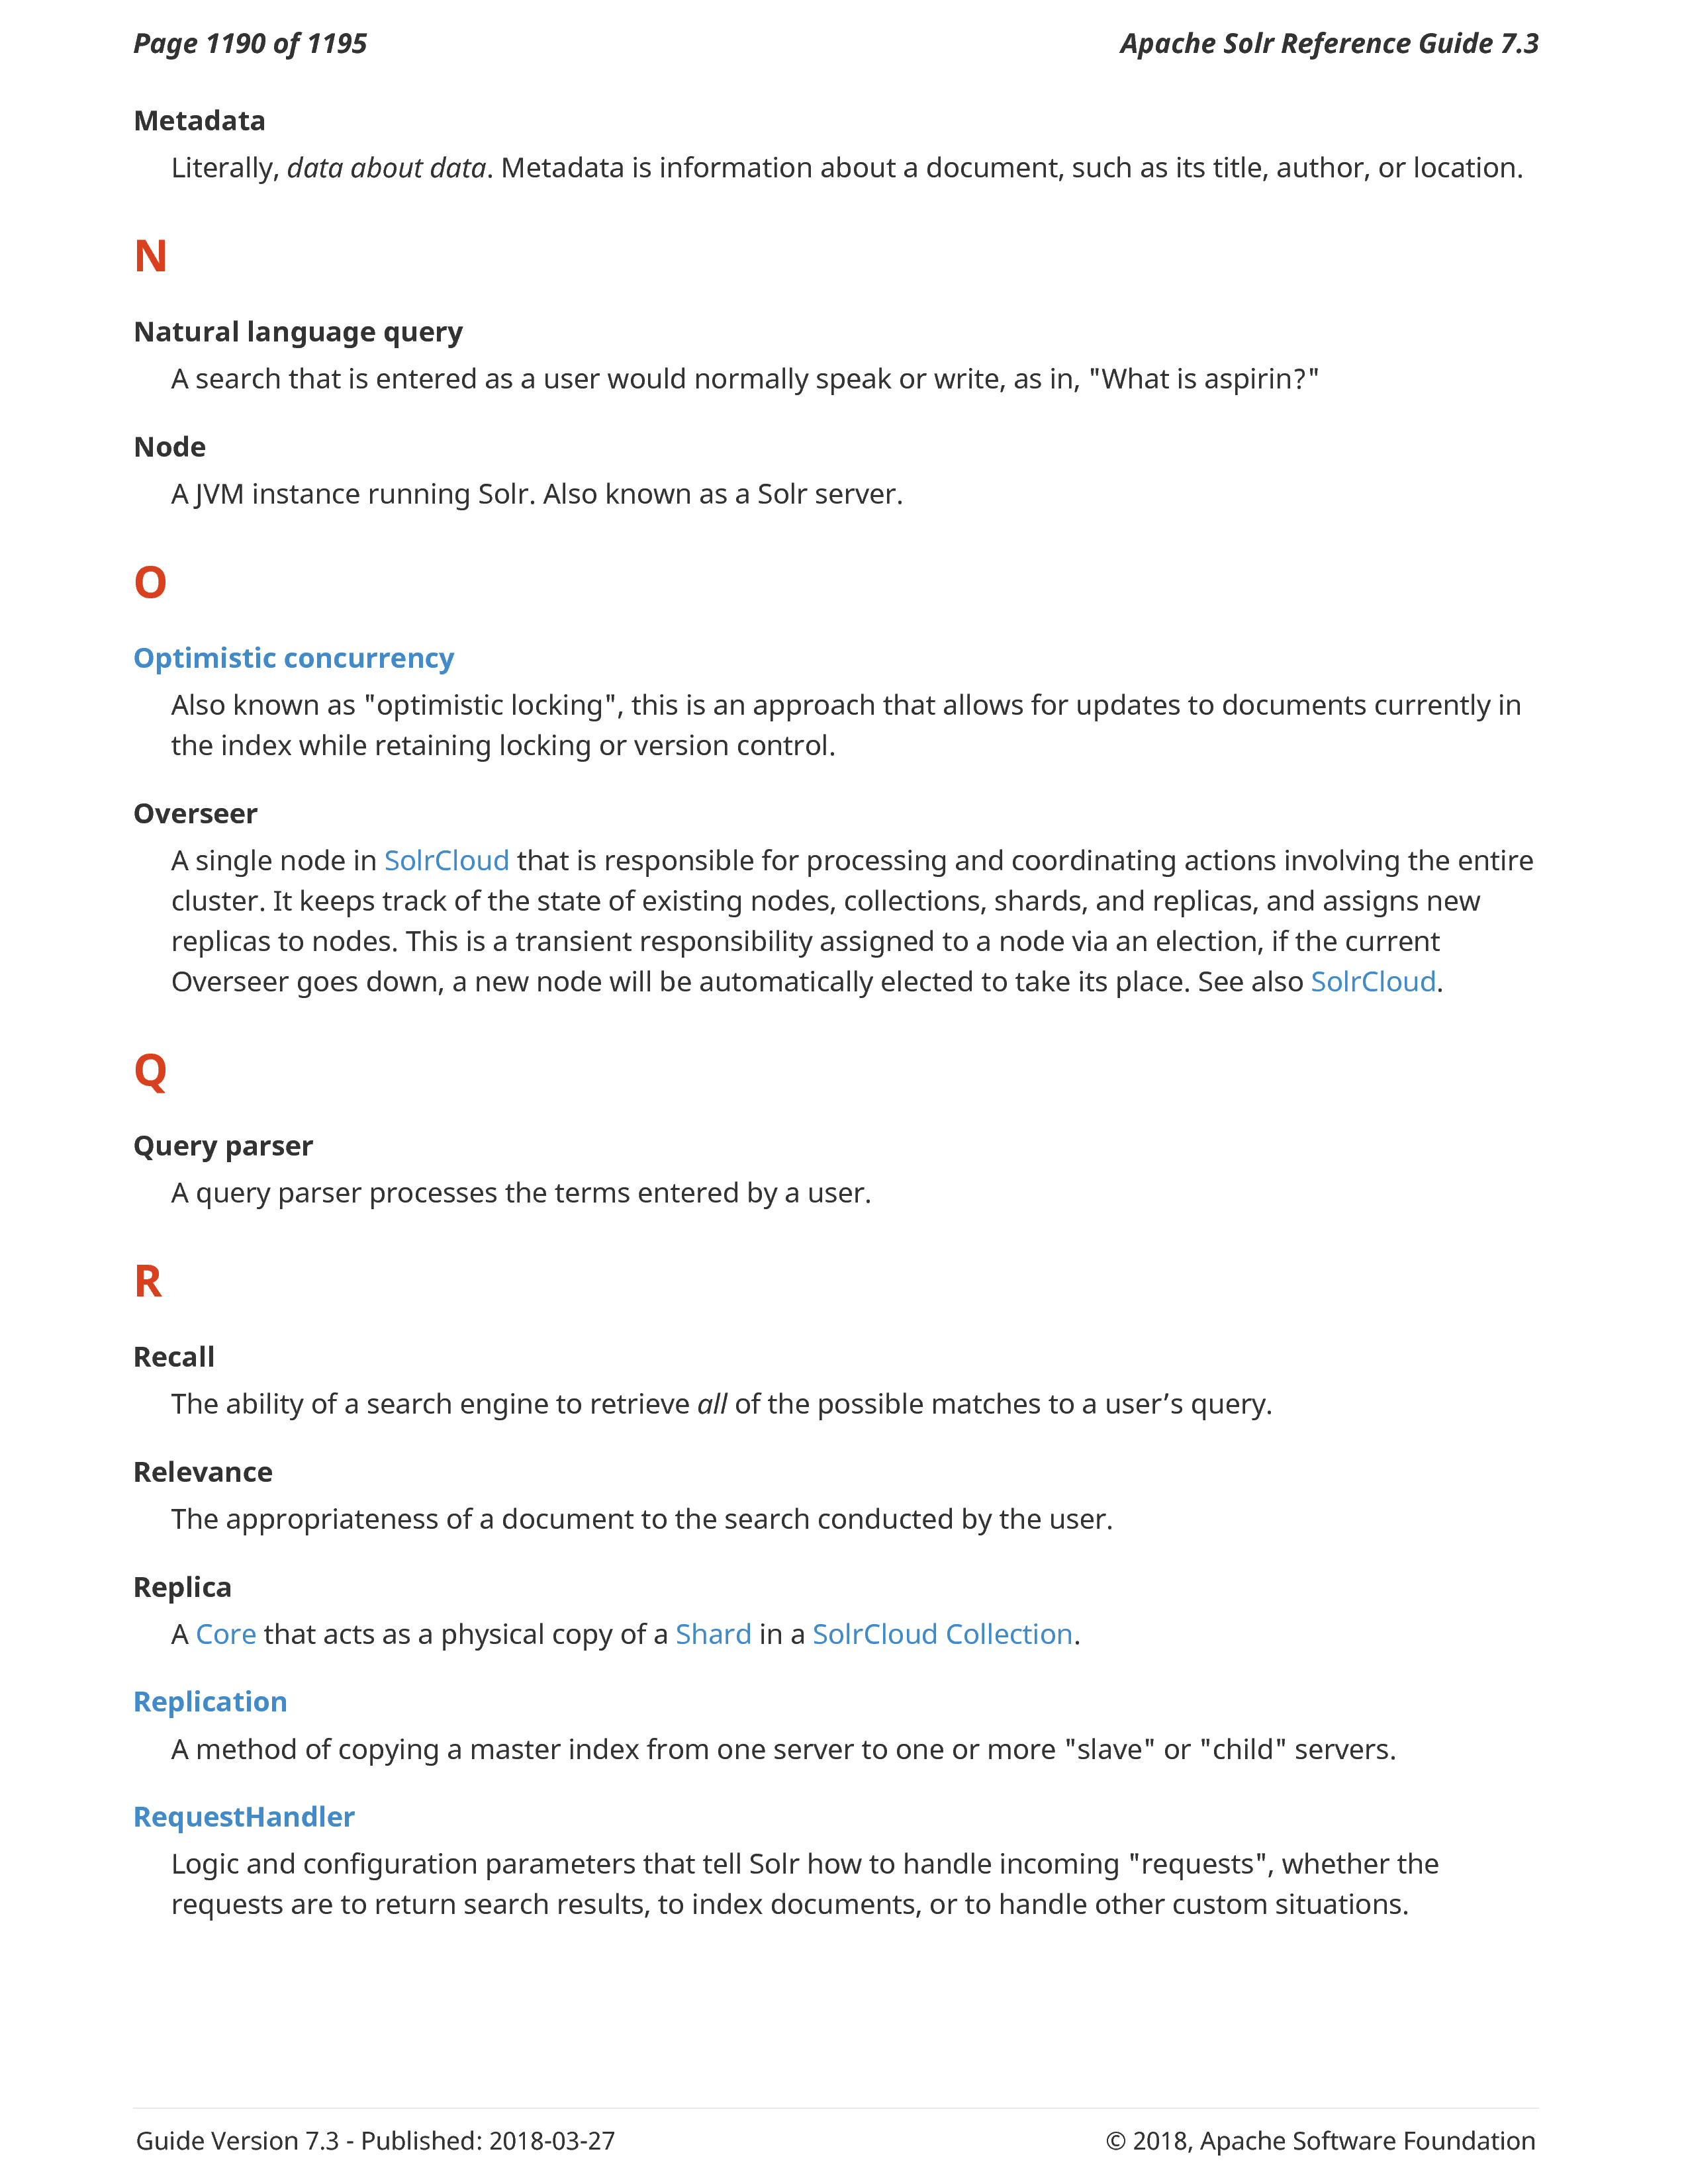 Page 1190 of 1195
Apache Solr Reference Guide 7.3
Metadata
Literally, data about data. Metadata is information about a document, such as its title, author, or location.
N
Natural language query
A search that is entered as a user would normally speak or write, as in, "What is aspirin?"
Node
A JVM instance running Solr. Also known as a Solr server.
O
Optimistic concurrency
Also known as "optimistic locking", this is an approach that allows for updates to documents currently in
the index while retaining locking or version control.
Overseer
A single node in SolrCloud that is responsible for processing and coordinating actions involving the entire
cluster. It keeps track of the state of existing nodes, collections, shards, and replicas, and assigns new
replicas to nodes. This is a transient responsibility assigned to a node via an election, if the current
Overseer goes down, a new node will be automatically elected to take its place. See also SolrCloud.
Q
Query parser
A query parser processes the terms entered by a user.
R
Recall
The ability of a search engine to retrieve all of the possible matches to a user’s query.
Relevance
The appropriateness of a document to the search conducted by the user.
Replica
A Core that acts as a physical copy of a Shard in a SolrCloud Collection.
Replication
A method of copying a master index from one server to one or more "slave" or "child" servers.
RequestHandler
Logic and configuration parameters that tell Solr how to handle incoming "requests", whether the
requests are to return search results, to index documents, or to handle other custom situations.
Guide Version 7.3 - Published: 2018-03-27
© 2018, Apache Software Foundation